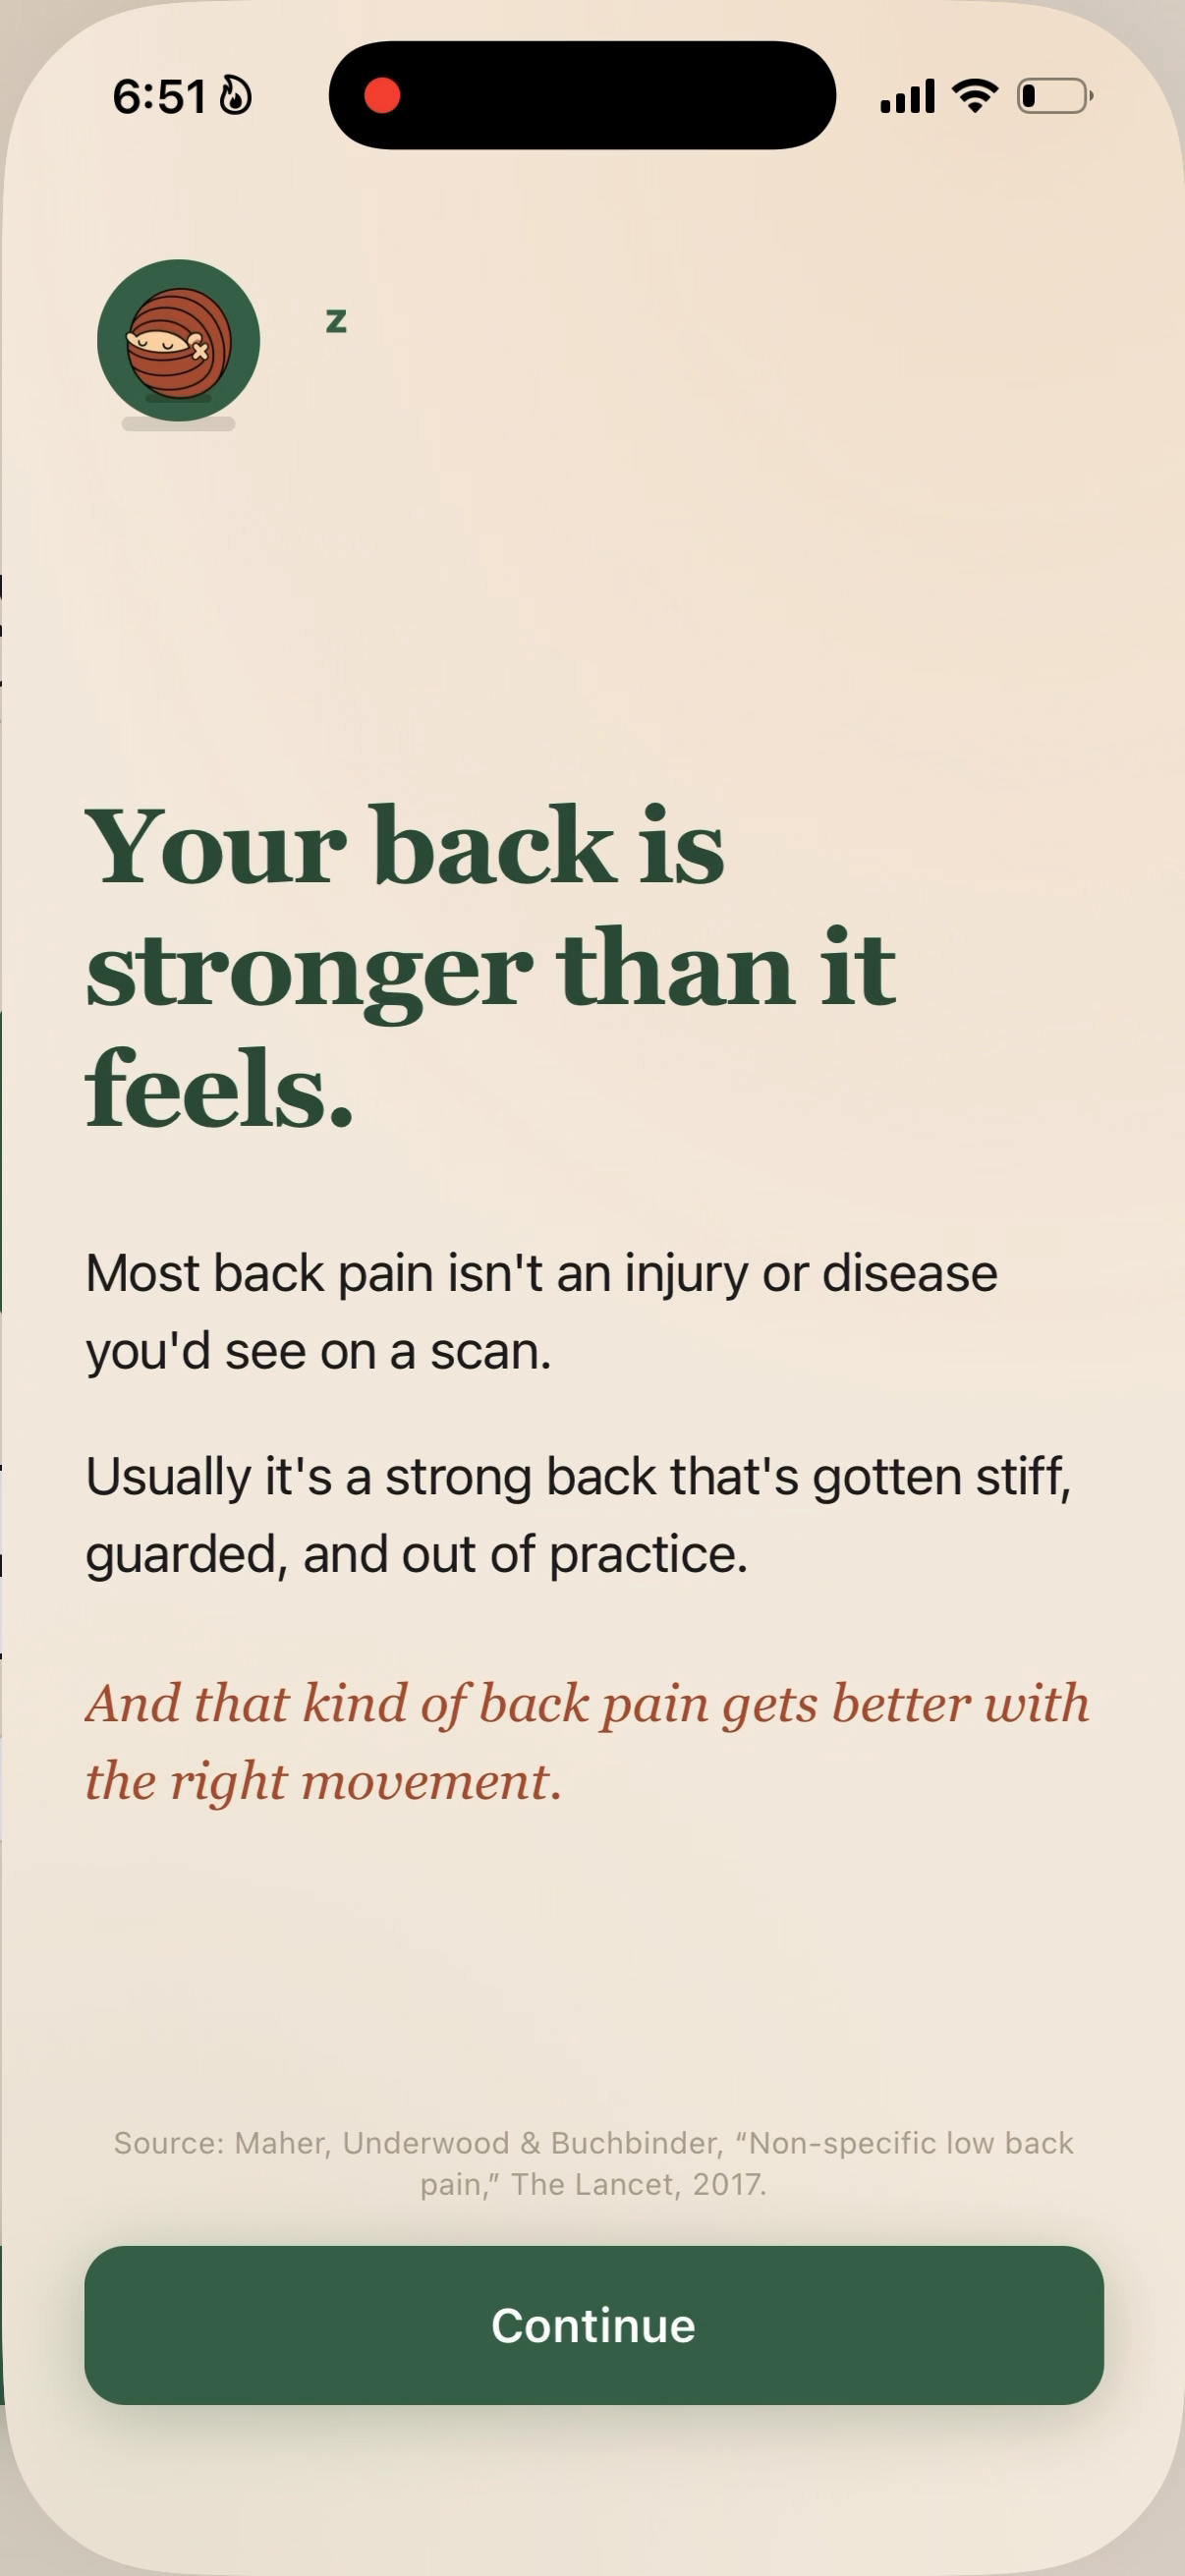 6:51
z
Your back is
stronger than it
feels.
Most back pain isn't an injury or disease
you'd see on a scan.
Usually it's a strong back that's gotten stiff,
guarded, and out of practice.
And that kind of back pain gets better with
the right movement.
Source: Maher, Underwood & Buchbinder, “Non-specific low back
pain,” The Lancet, 2017.
Continue